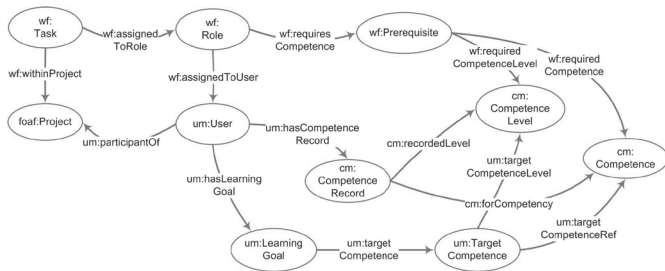 wf:
Task
wf:assigned
ToRole
wf:
Role
wf:requires
Competence
wf:Prerequisite
wf:withinProject
wf:assignedToUser
wf:required
CompetenceLevel
wf:required
Competence
foaf:Project
um:participantOf
um:User
um:hasCompetence
Record
cm:
Competence
Level
cm:recordedLevel
cm:
Competence
um:hasLearning
Goal
cm:
Competence
Record
um:target
CompetenceLevel
cm:forCompetency
um:Learning
Goal
um:target
Competence
um:Target
Competence
um:target
CompetenceRef